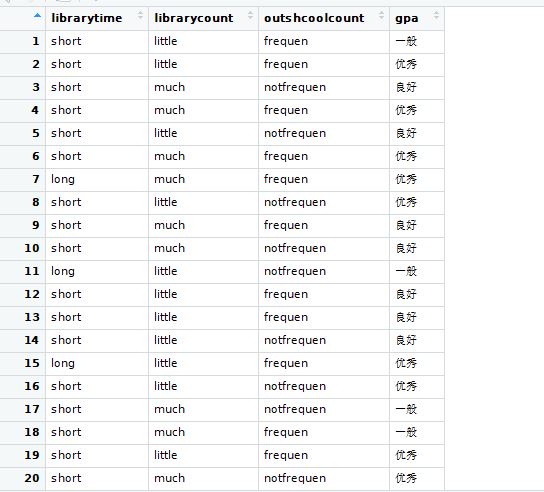 librarytime librarycount outshcoolcount gpa
1 short little frequen 一般
2 short little frequen 优秀
3 short much notfrequen 良好
4 short much frequen 优秀
5 short little notfrequen 良好
6 short much frequen 优秀
7 long much frequen 优秀
8 short little notfrequen 优秀
9 short much frequen 良好
10 short much notfrequen 良好
11 long little notfrequen 一般
12 short little frequen 良好
13 short little frequen 良好
14 short little notfrequen 良好
15 long little frequen 优秀
16 short little notfrequen 优秀
17 short much notfrequen 一般
18 short much frequen 一般
19 short little frequen 优秀
20 short much notfrequen 优秀